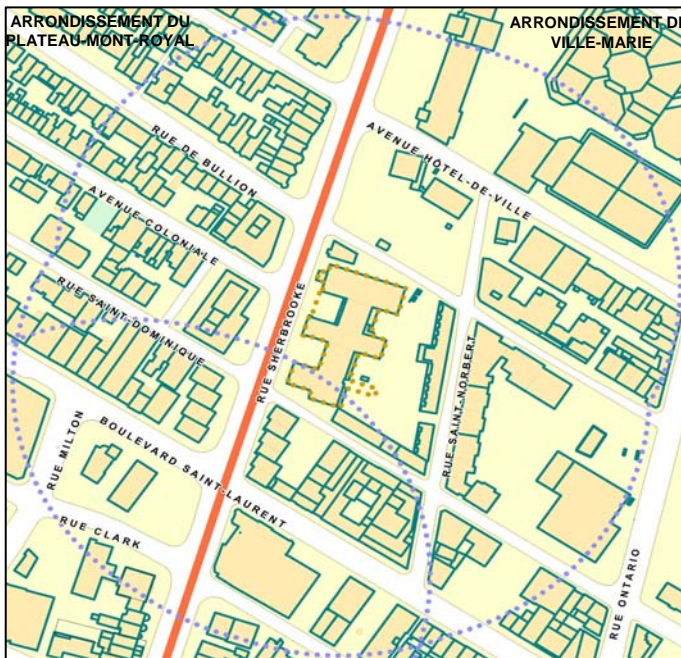 ARRONDISSEMENT DU
PLATEAU-MONT-ROYAL
ARRONDISSEMENT DE
VILLE-MARIE
RUE DE BULLION
AVENUE HÔTEL-DE-VILLE
AVENUE COLONIALE
RUE SAINT-DOMINIQUE
RUE SHERBROOKE
RUE SAINT-NORBERT
RUE MILTON
BOULEVARD SAINT-LAURENT
RUE CLARK
RUE ONTARIO